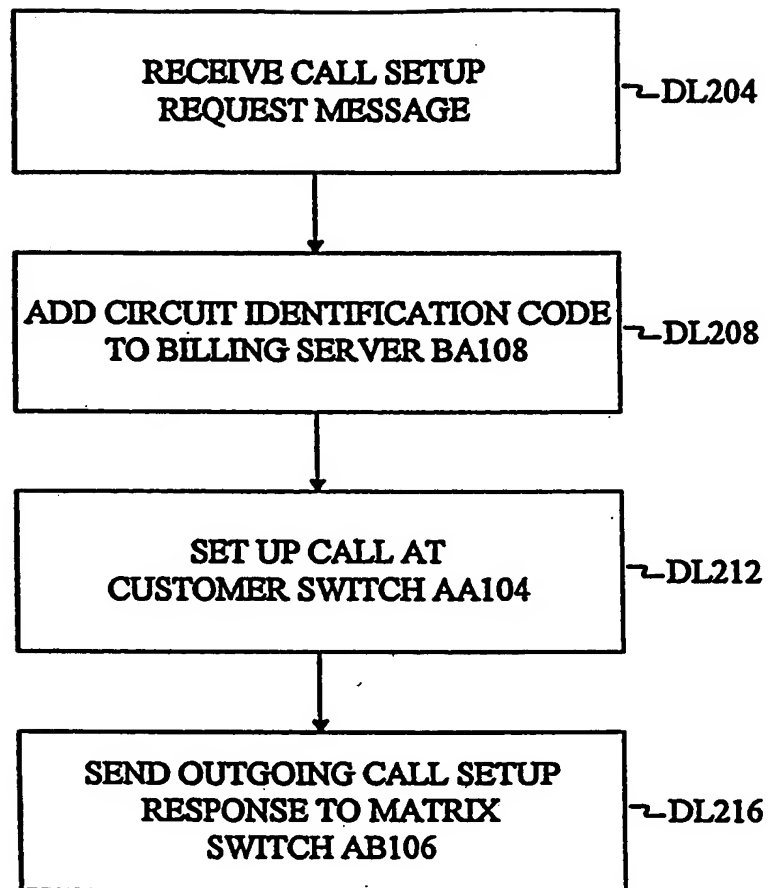 RECEIVE CALL SETUP
REQUEST MESSAGE
DL204
ADD CIRCUIT IDENTIFICATION CODE
TO BILLING SERVER BA108
DL208
SET UP CALL AT
CUSTOMER SWITCH AA104
DL212
SEND OUTGOING CALL SETUP
RESPONSE TO MATRIX
SWITCH AB106
DL216